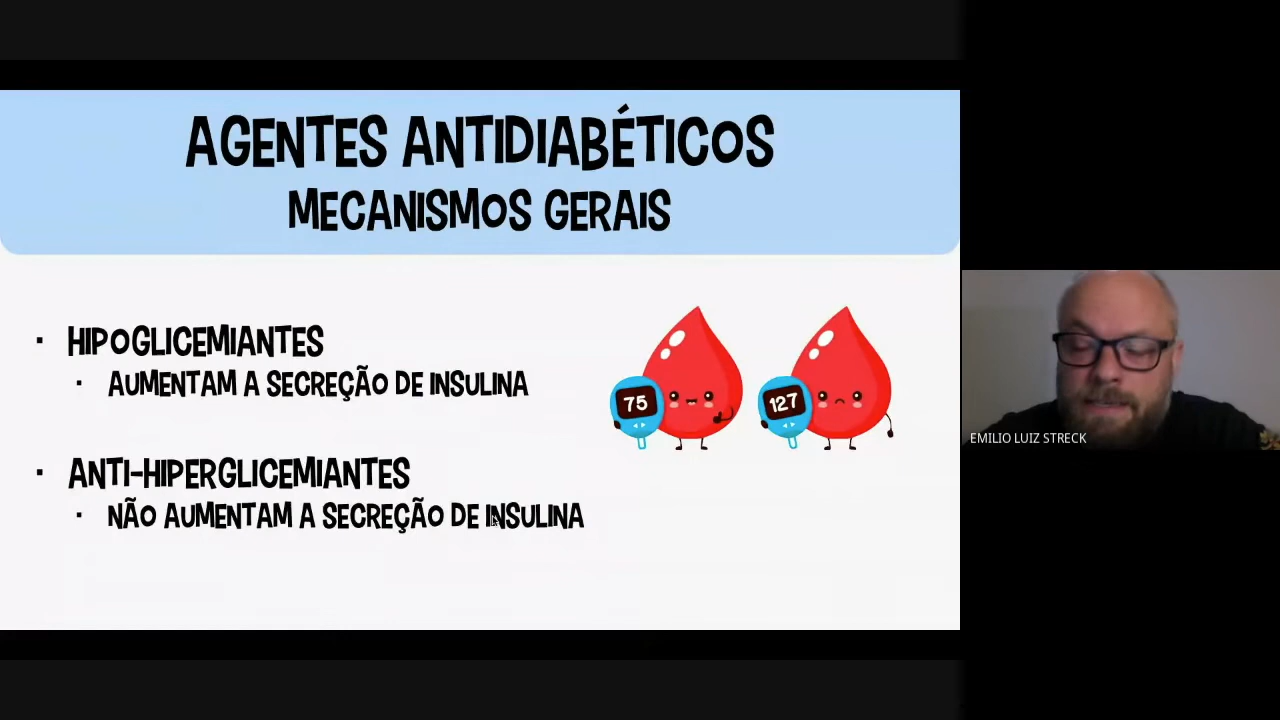 AGENTES ANTIDIABÉTICOS
MECANISMOS GERAIS
· HIPOGLICEMIANTES
· AUMENTAM A SECREÇÃO DE INSULINA
75
127
· ANTI-HIPERGLICEMIANTES
· NÃO AUMENTAM A SECREÇÃO DE INSULINA
EMILIO LUIZ STRECK